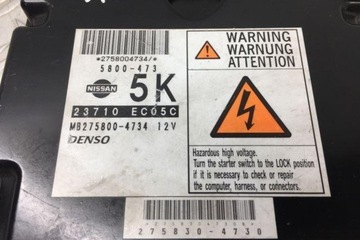 *2758004734/*
5800-473
NISSAN
5K
23710 EC05C
MB275800-4734 12V
DENSO
WARNING
WARNUNG
ATTENTION
Hazardous high voltage.
Turn the starter switch to the LOCK position
if it is necessary to check or repair
the computer, harness, or connectors.
275830-4730